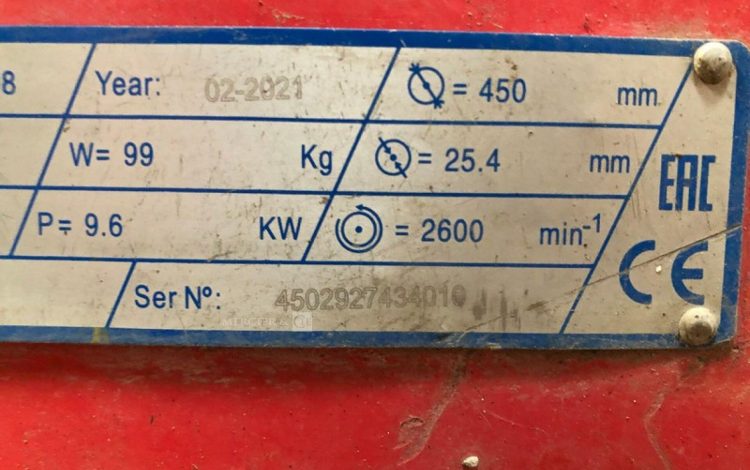 8 Year: 02-2021 = 450 mm
W= 99 Kg = 25.4 mm
P= 9.6 KW = 2600 min.-1
Ser Nº: 4502927434010
EAC
CE